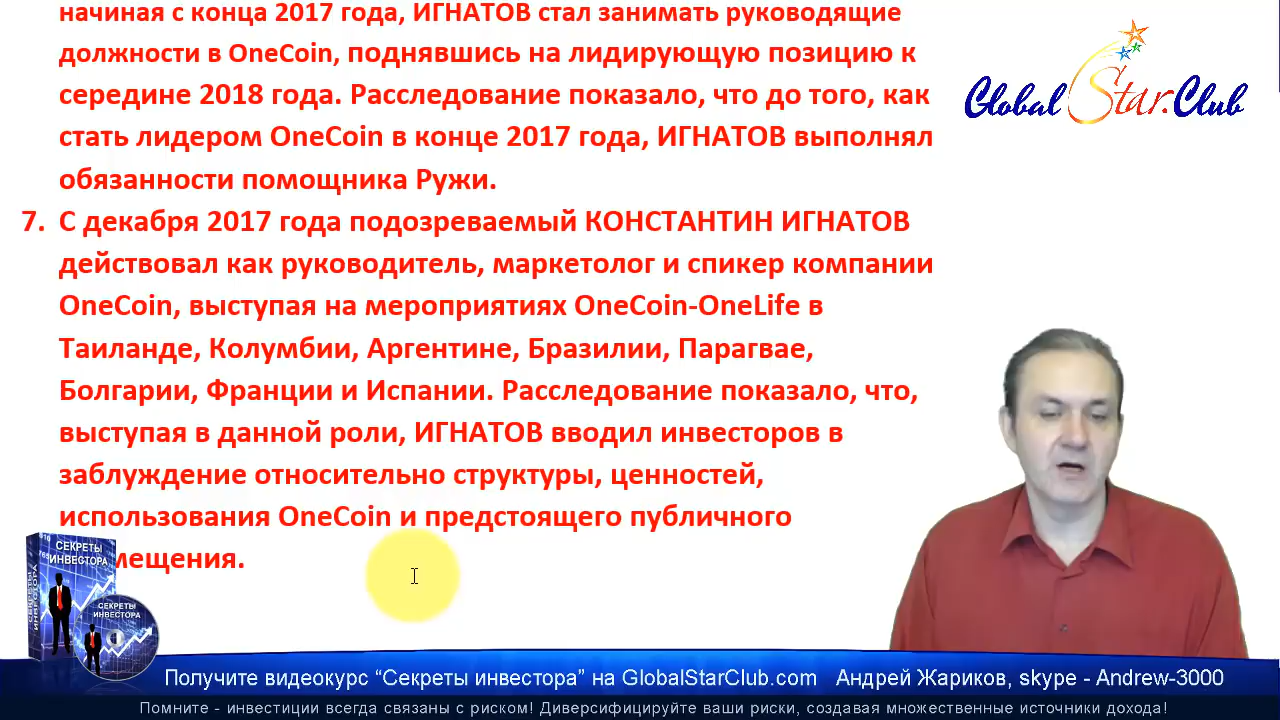 начиная с конца 2017 года, ИГНАТОВ стал занимать руководящие
должности в OneCoin, поднявшись на лидирующую позицию к
середине 2018 года. Расследование показало, что до того, как
стать лидером OneCoin в конце 2017 года, ИГНАТОВ выполнял
обязанности помощника Ружи.
7. С декабря 2017 года подозреваемый КОНСТАНТИН ИГНАТОВ
действовал как руководитель, маркетолог и спикер компании
OneCoin, выступая на мероприятиях OneCoin-OneLife в
Таиланде, Колумбии, Аргентине, Бразилии, Парагвае,
Болгарии, Франции и Испании. Расследование показало, что,
выступая в данной роли, ИГНАТОВ вводил инвесторов в
заблуждение относительно структуры, ценностей,
использования OneCoin и предстоящего публичного
мещения.
Global Star.Club
СЕКРЕТЫ
ИНВЕСТОРА
СЕКРЕТЫ
ИНВЕСТОРА
СЕКРЕТЫ
ИНВЕСТОРА
Получите видеокурс “Секреты инвестора” на GlobalStarClub.com Андрей Жариков, skype - Andrew-3000
Помните - инвестиции всегда связаны с риском! Диверсифицируйте ваши риски, создавая множественные источники дохода!